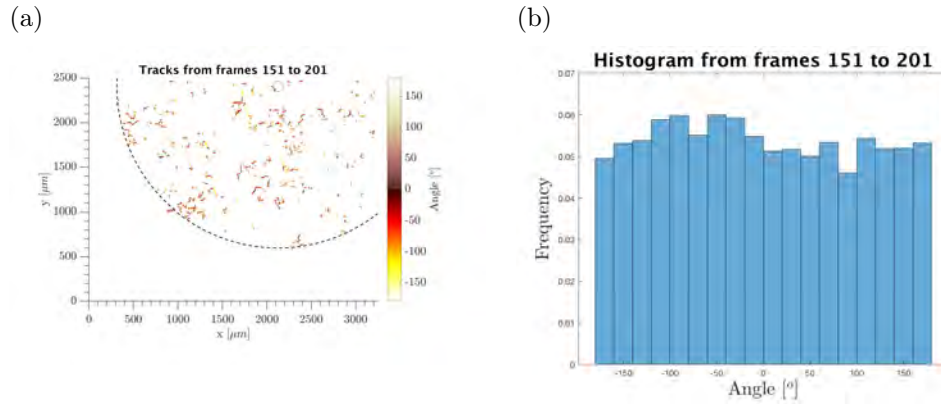 (a)
(b)
Tracks from frames 151 to 201
2500
2000
1500
1000
500
0
y [μm]
0 500 1000 1500 2000 2500 3000
x [μm]
150
100
50
0
-50
-100
-150
Angle [°]
Histogram from frames 151 to 201
0.07
0.06
0.05
0.04
0.03
0.02
0.01
0
Frequency
-150 -100 -50 0 50 100 150
Angle [o]